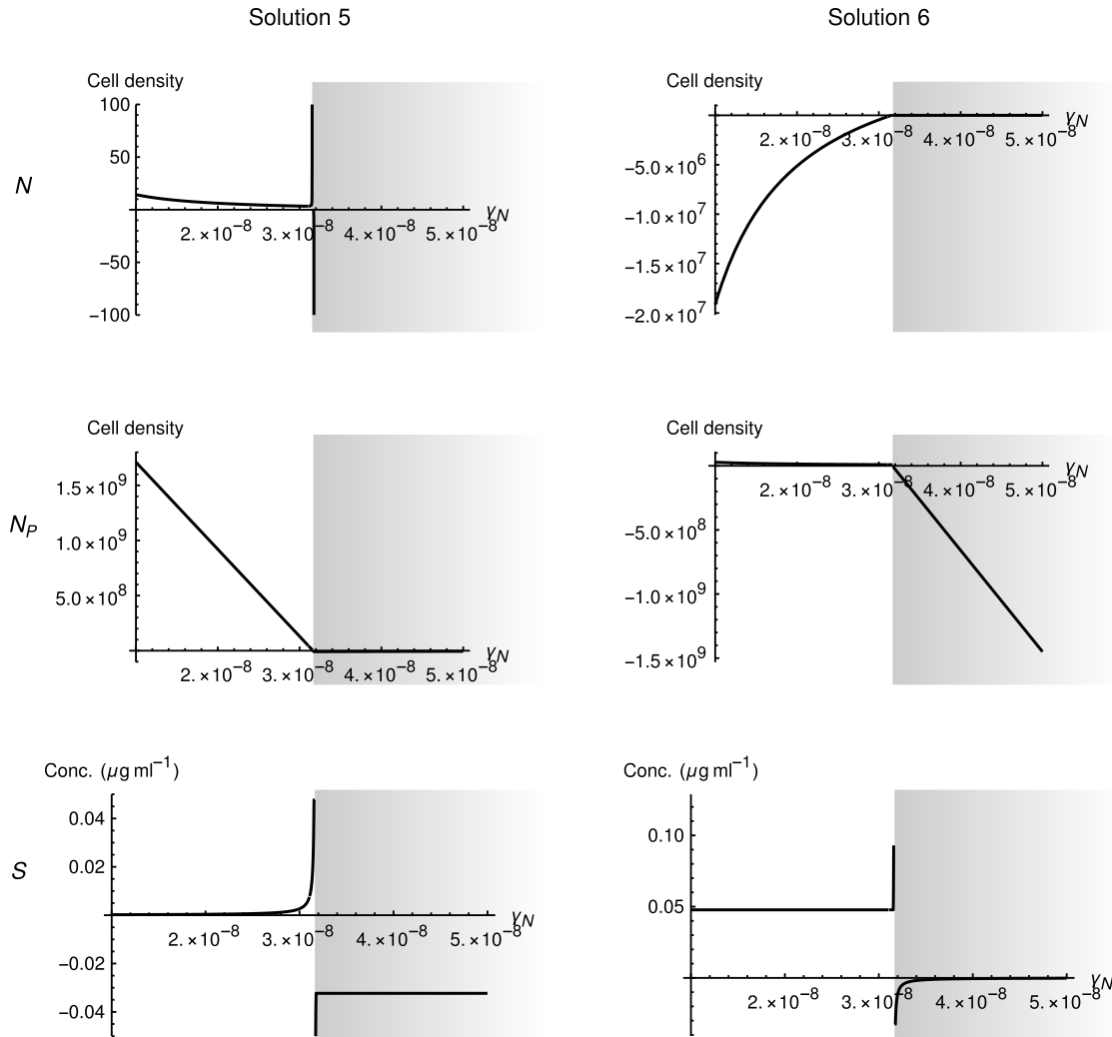 Solution 5
Solution 6
Cell density
100
50
−50
−100
2.×10⁻⁸
3.×10⁻⁸
4.×10⁻⁸
5.×10⁻⁸
γN
N
Cell density
−5.0×10⁶
−1.0×10⁷
−1.5×10⁷
−2.0×10⁷
2.×10⁻⁸
3.×10⁻⁸
4.×10⁻⁸
5.×10⁻⁸
γN
Cell density
1.5×10⁹
1.0×10⁹
5.0×10⁸
2.×10⁻⁸
3.×10⁻⁸
4.×10⁻⁸
5.×10⁻⁸
γN
NP
Cell density
−5.0×10⁸
−1.0×10⁹
−1.5×10⁹
2.×10⁻⁸
3.×10⁻⁸
4.×10⁻⁸
5.×10⁻⁸
γN
Conc. (µg ml⁻¹)
0.04
0.02
−0.02
−0.04
2.×10⁻⁸
3.×10⁻⁸
4.×10⁻⁸
5.×10⁻⁸
γN
S
Conc. (µg ml⁻¹)
0.10
0.05
2.×10⁻⁸
3.×10⁻⁸
4.×10⁻⁸
5.×10⁻⁸
γN